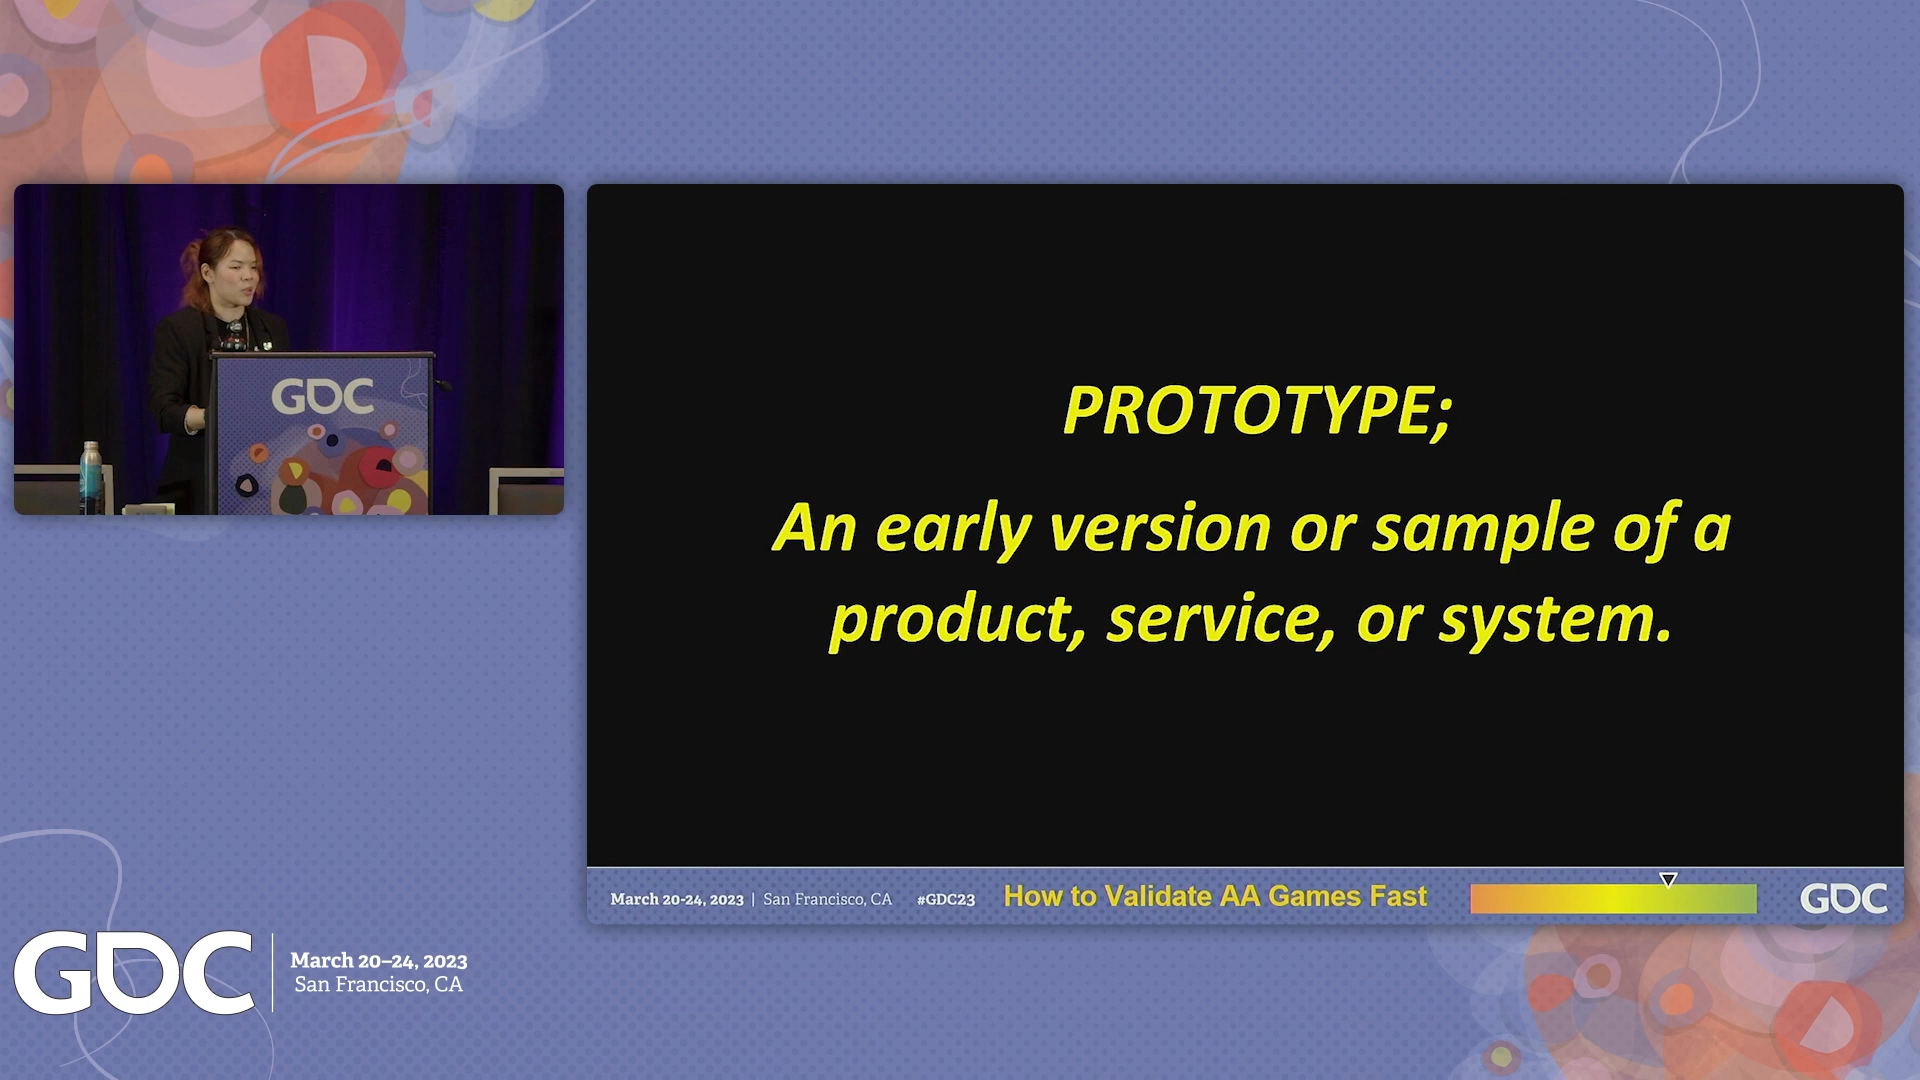 GDC
PROTOTYPE;
An early version or sample of a
product, service, or system.
March 20-24, 2023 | San Francisco, CA #GDC23 How to Validate AA Games Fast GDC
GDC
March 20–24, 2023
San Francisco, CA